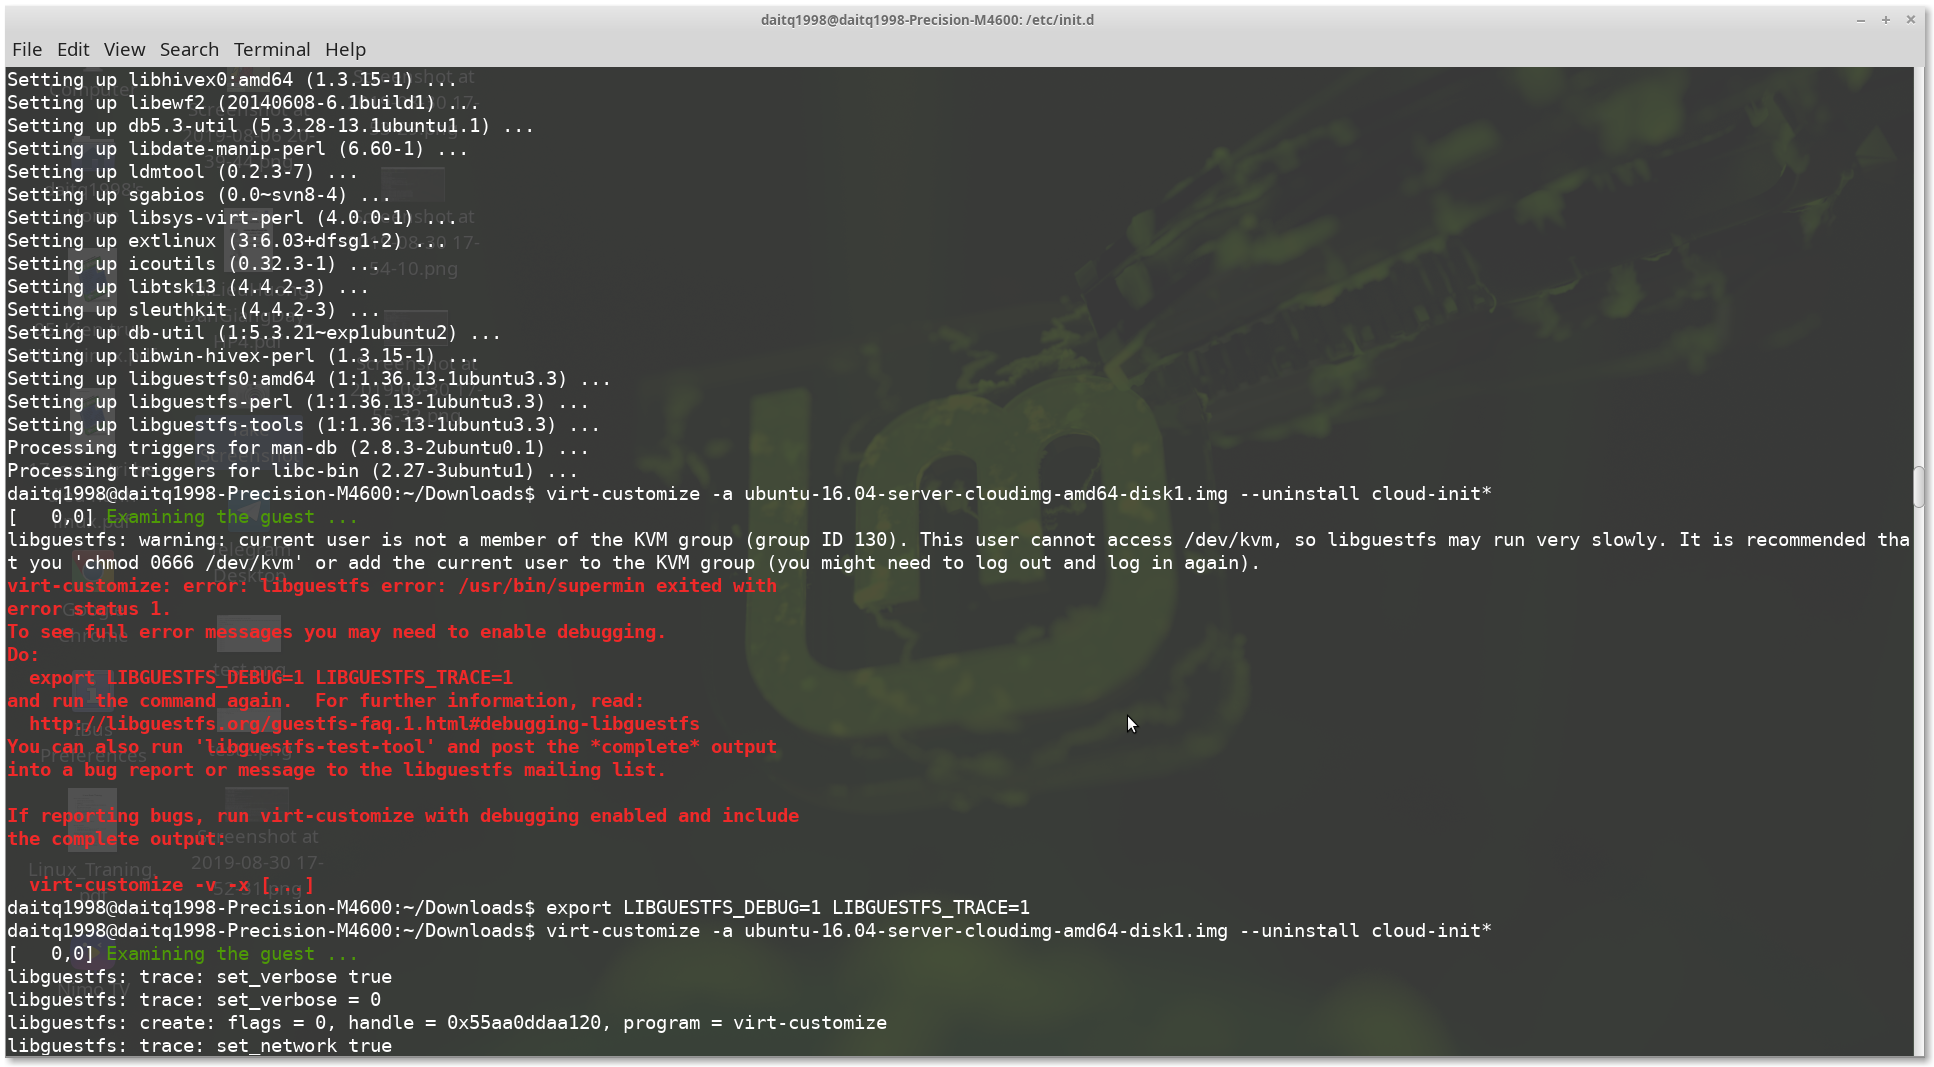 daitq1998@daitq1998-Precision-M4600: /etc/init.d
File Edit View Search Terminal Help
Setting up libhivex0:amd64 (1.3.15-1) ...
Setting up libewf2 (20140608-6.1build1) ...
Setting up db5.3-util (5.3.28-13.1ubuntu1.1) ...
Setting up libdate-manip-perl (6.60-1) ...
Setting up ldmtool (0.2.3-7) ...
Setting up sgabios (0.0~svn8-4) ...
Setting up libsys-virt-perl (4.0.0-1) ...
Setting up extlinux (3:6.03+dfsg1-2) ...
Setting up icoutils (0.32.3-1) ...
Setting up libtsk13 (4.4.2-3) ...
Setting up sleuthkit (4.4.2-3) ...
Setting up db-util (1:5.3.21~exp1ubuntu2) ...
Setting up libwin-hivex-perl (1.3.15-1) ...
Setting up libguestfs0:amd64 (1:1.36.13-1ubuntu3.3) ...
Setting up libguestfs-perl (1:1.36.13-1ubuntu3.3) ...
Setting up libguestfs-tools (1:1.36.13-1ubuntu3.3) ...
Processing triggers for man-db (2.8.3-2ubuntu0.1) ...
Processing triggers for libc-bin (2.27-3ubuntu1) ...
daitq1998@daitq1998-Precision-M4600:~/Downloads$ virt-customize -a ubuntu-16.04-server-cloudimg-amd64-disk1.img --uninstall cloud-init*
[   0,0] Examining the guest ...
libguestfs: warning: current user is not a member of the KVM group (group ID 130). This user cannot access /dev/kvm, so libguestfs may run very slowly. It is recommended tha
t you 'chmod 0666 /dev/kvm' or add the current user to the KVM group (you might need to log out and log in again).
virt-customize: error: libguestfs error: /usr/bin/supermin exited with
error status 1.
To see full error messages you may need to enable debugging.
Do:
  export LIBGUESTFS_DEBUG=1 LIBGUESTFS_TRACE=1
and run the command again.  For further information, read:
  http://libguestfs.org/guestfs-faq.1.html#debugging-libguestfs
You can also run 'libguestfs-test-tool' and post the *complete* output
into a bug report or message to the libguestfs mailing list.

If reporting bugs, run virt-customize with debugging enabled and include
the complete output:

  virt-customize -v -x [...]
daitq1998@daitq1998-Precision-M4600:~/Downloads$ export LIBGUESTFS_DEBUG=1 LIBGUESTFS_TRACE=1
daitq1998@daitq1998-Precision-M4600:~/Downloads$ virt-customize -a ubuntu-16.04-server-cloudimg-amd64-disk1.img --uninstall cloud-init*
[   0,0] Examining the guest ...
libguestfs: trace: set_verbose true
libguestfs: trace: set_verbose = 0
libguestfs: create: flags = 0, handle = 0x55aa0ddaa120, program = virt-customize
libguestfs: trace: set_network true